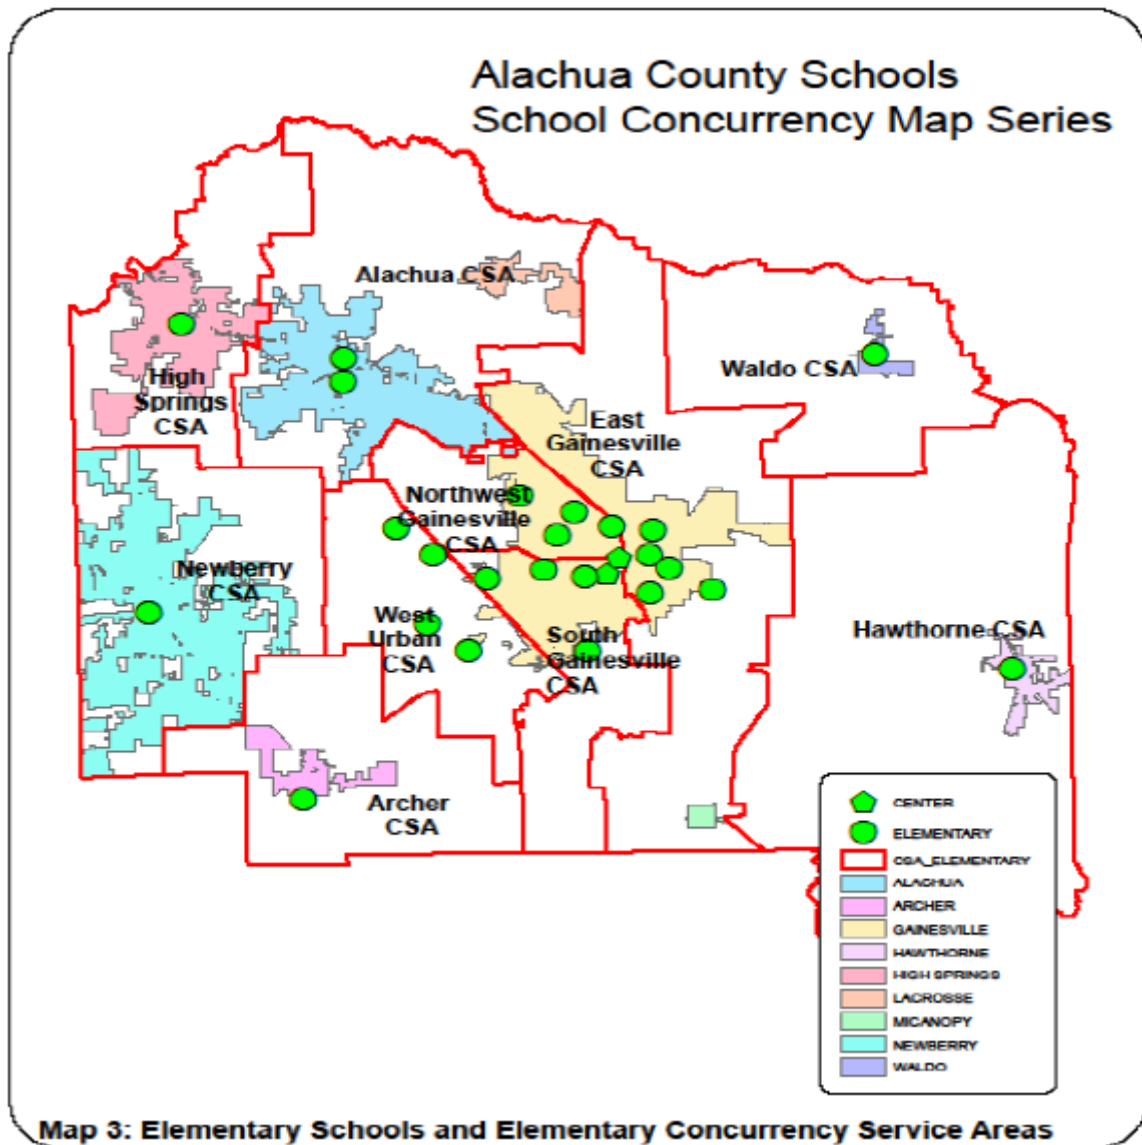 Alachua County Schools
School Concurrency Map Series
Alachua CSA
High
Springs
CSA
Waldo CSA
East
Gainesville
CSA
Northwest
Gainesville
CSA
Newberry
CSA
West
Urban
CSA
South
Gainesville
CSA
Hawthorne CSA
Archer
CSA
CENTER
ELEMENTARY
CSA_ELEMENTARY
ALACHUA
ARCHER
GAINESVILLE
HAWTHORNE
HIGH SPRINGS
LACROSSE
MICANOPY
NEWBERRY
WALDO
Map 3: Elementary Schools and Elementary Concurrency Service Areas